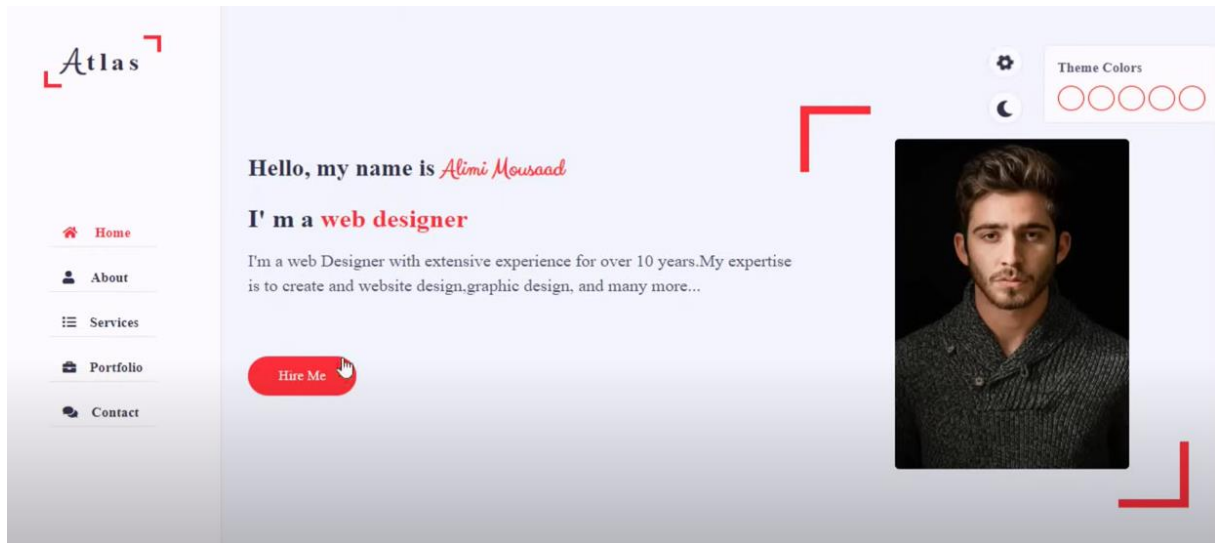 Atlas
Home
About
Services
Portfolio
Contact
Hello, my name is Alimi Mousaad
I' m a web designer
I'm a web Designer with extensive experience for over 10 years.My expertise
is to create and website design,graphic design, and many more...
Hire Me
Theme Colors